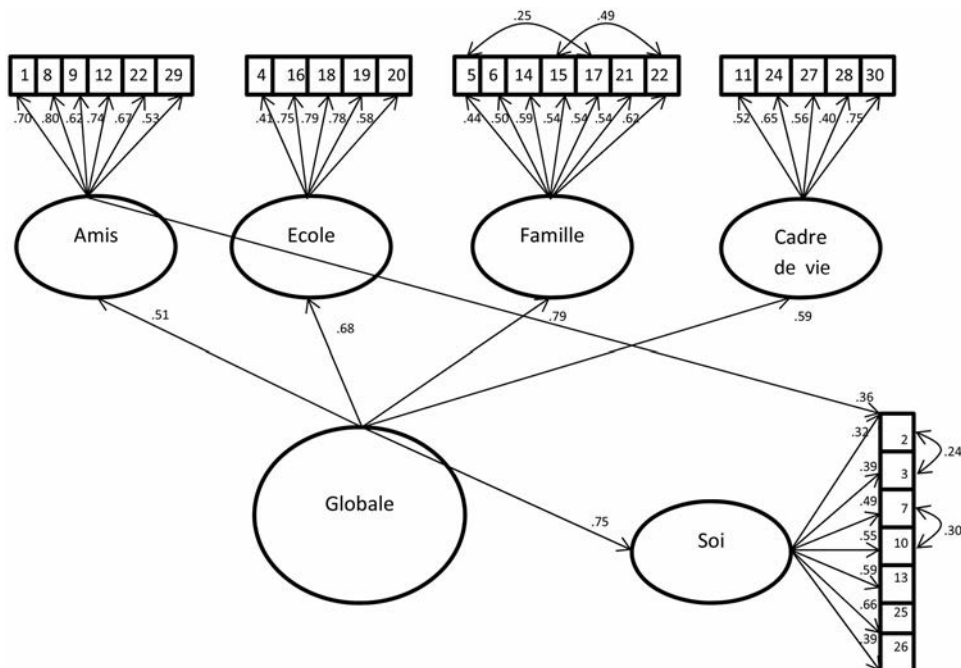 .25 .49
1 8 9 12 22 29 4 16 18 19 20 5 6 14 15 17 21 22 11 24 27 28 30
.70 .80 .62 .74 .67 .53 .41 .75 .79 .78 .58 .44 .50 .59 .54 .54 .54 .62 .52 .65 .56 .40 .75
Amis Ecole Famille Cadre
de vie
.51 .68 .79 .59
.36
.32 2
.24
.39 3
.49 7
Globale
.75 Soi
.30
.55 10
.59 13
.66 25
.39 26